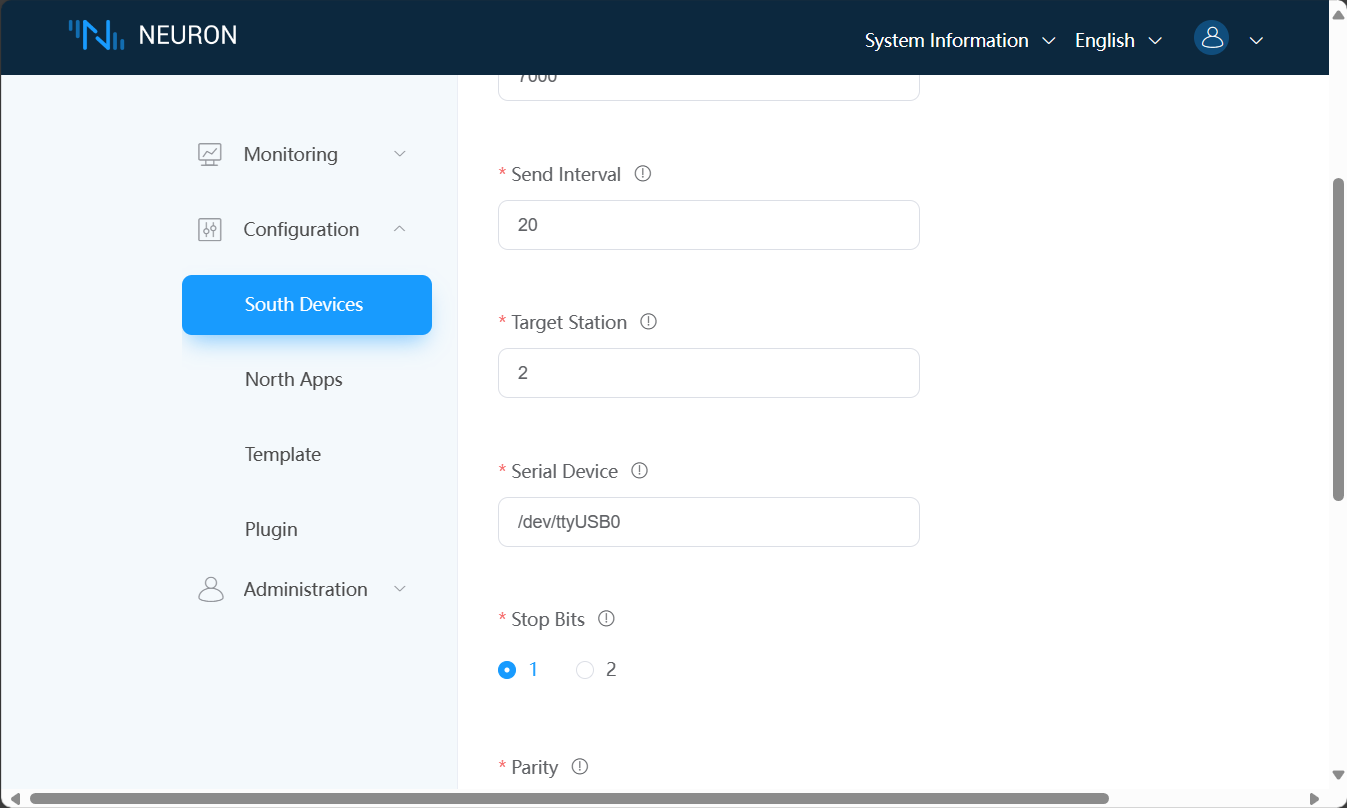 NEURON
System Information
English
Monitoring
Configuration
South Devices
North Apps
Template
Plugin
Administration
7000
* Send Interval
20
* Target Station
2
* Serial Device
/dev/ttyUSB0
* Stop Bits
1 2
* Parity